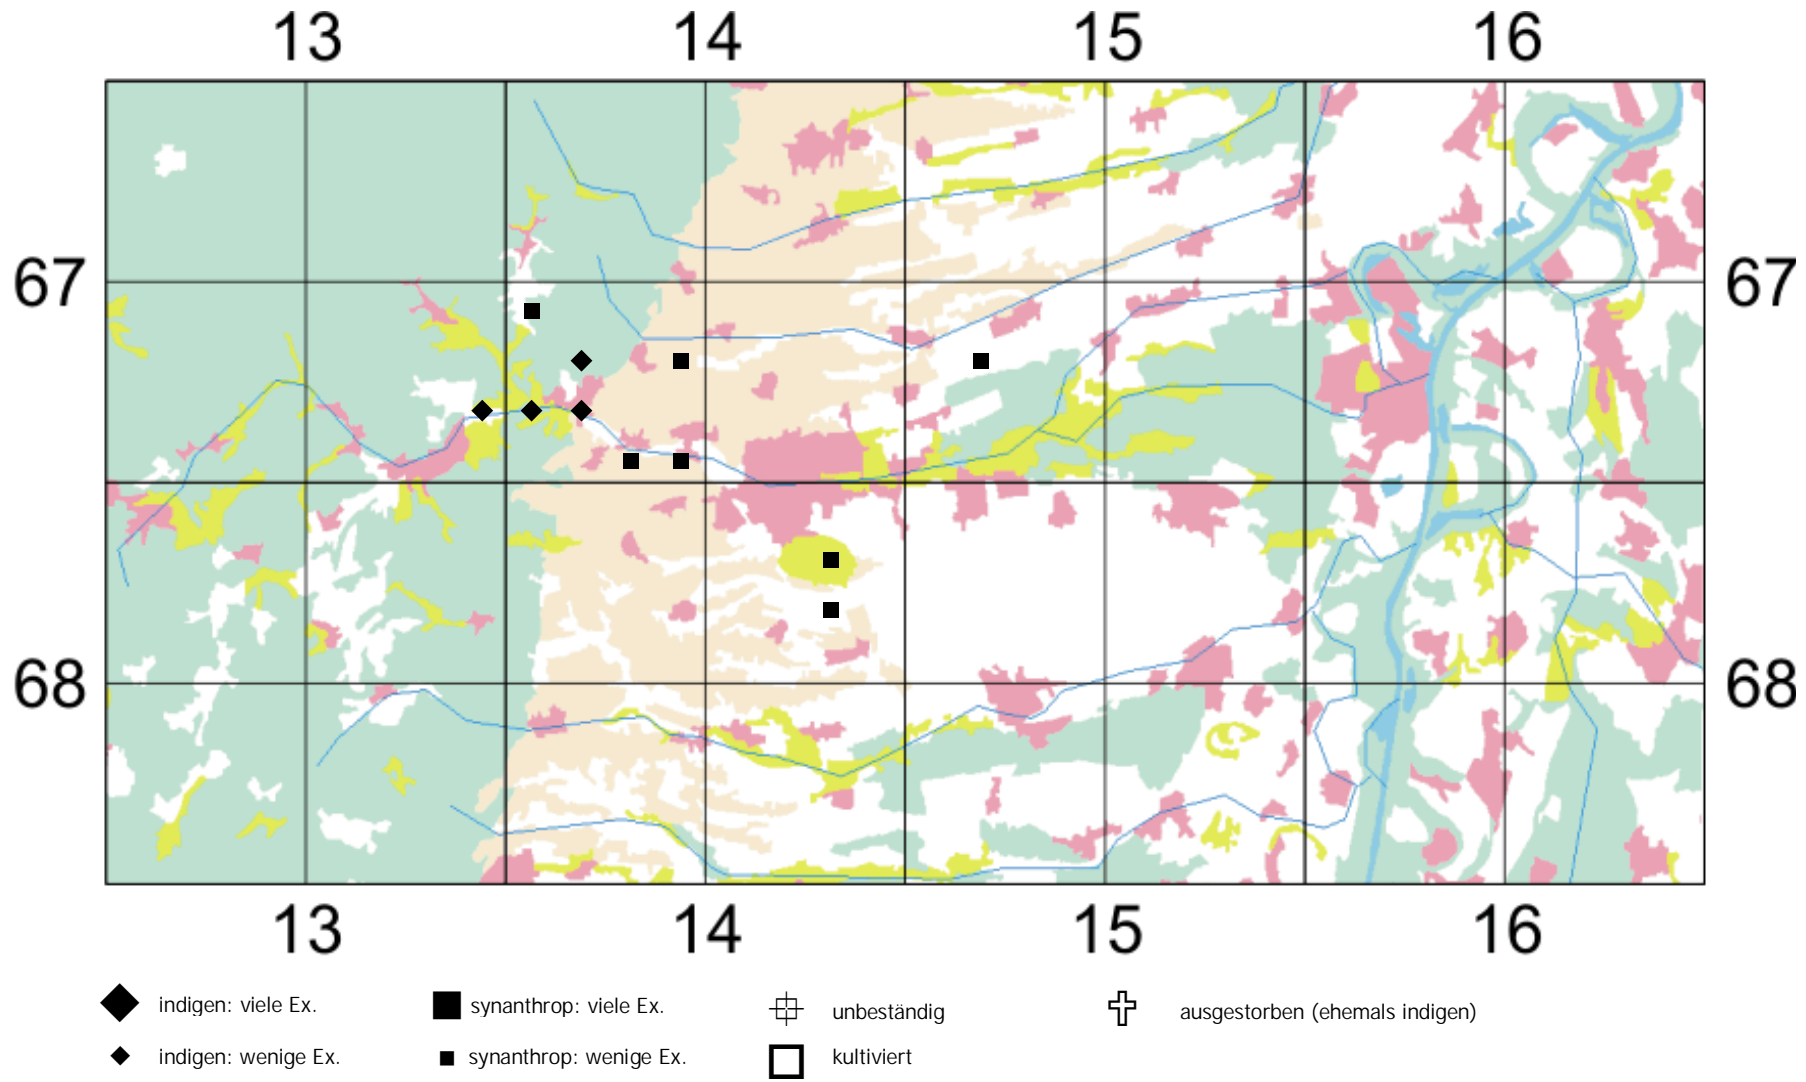 13 14 15 16
67 67
68 68
13 14 15 16
indigen: viele Ex. synanthrop: viele Ex. unbeständig ausgestorben (ehemals indigen)
indigen: wenige Ex. synanthrop: wenige Ex. kultiviert